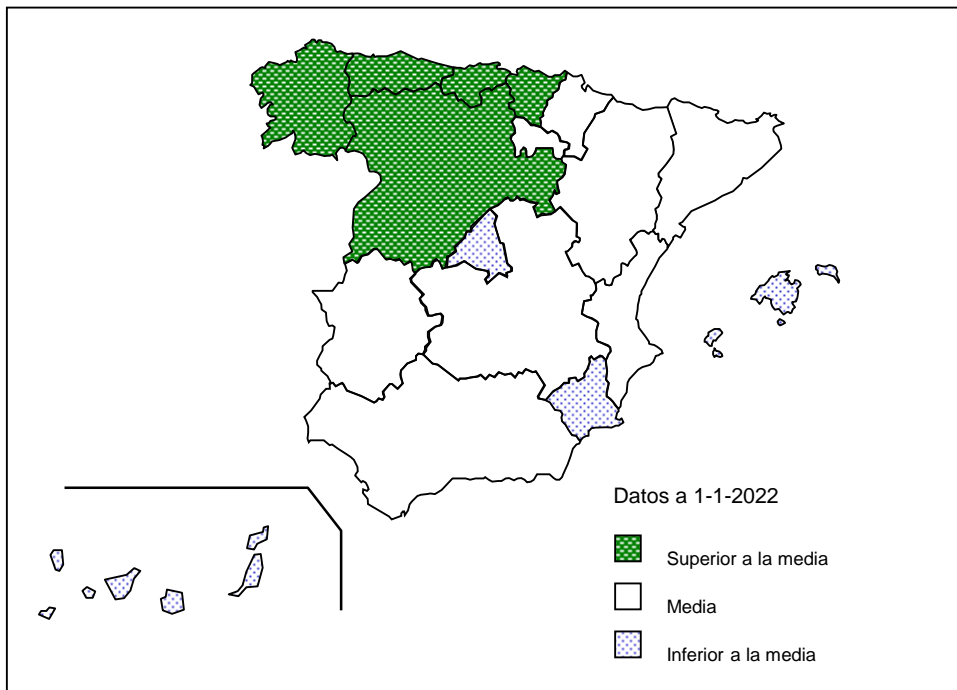 Datos a 1-1-2022
Superior a la media
Media
Inferior a la media